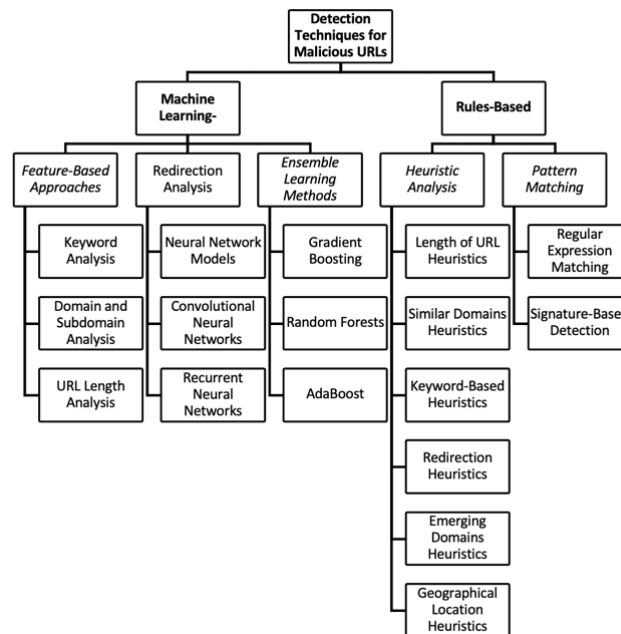 Detection
Techniques for
Malicious URLs
Machine
Learning-
Rules-Based
Feature-Based
Approaches
Redirection
Analysis
Ensemble
Learning
Methods
Heuristic
Analysis
Pattern
Matching
Keyword
Analysis
Neural Network
Models
Gradient
Boosting
Length of URL
Heuristics
Regular
Expression
Matching
Domain and
Subdomain
Analysis
Convolutional
Neural
Networks
Random Forests
Similar Domains
Heuristics
Signature-Based
Detection
URL Length
Analysis
Recurrent
Neural
Networks
AdaBoost
Keyword-Based
Heuristics
Redirection
Heuristics
Emerging
Domains
Heuristics
Geographical
Location
Heuristics